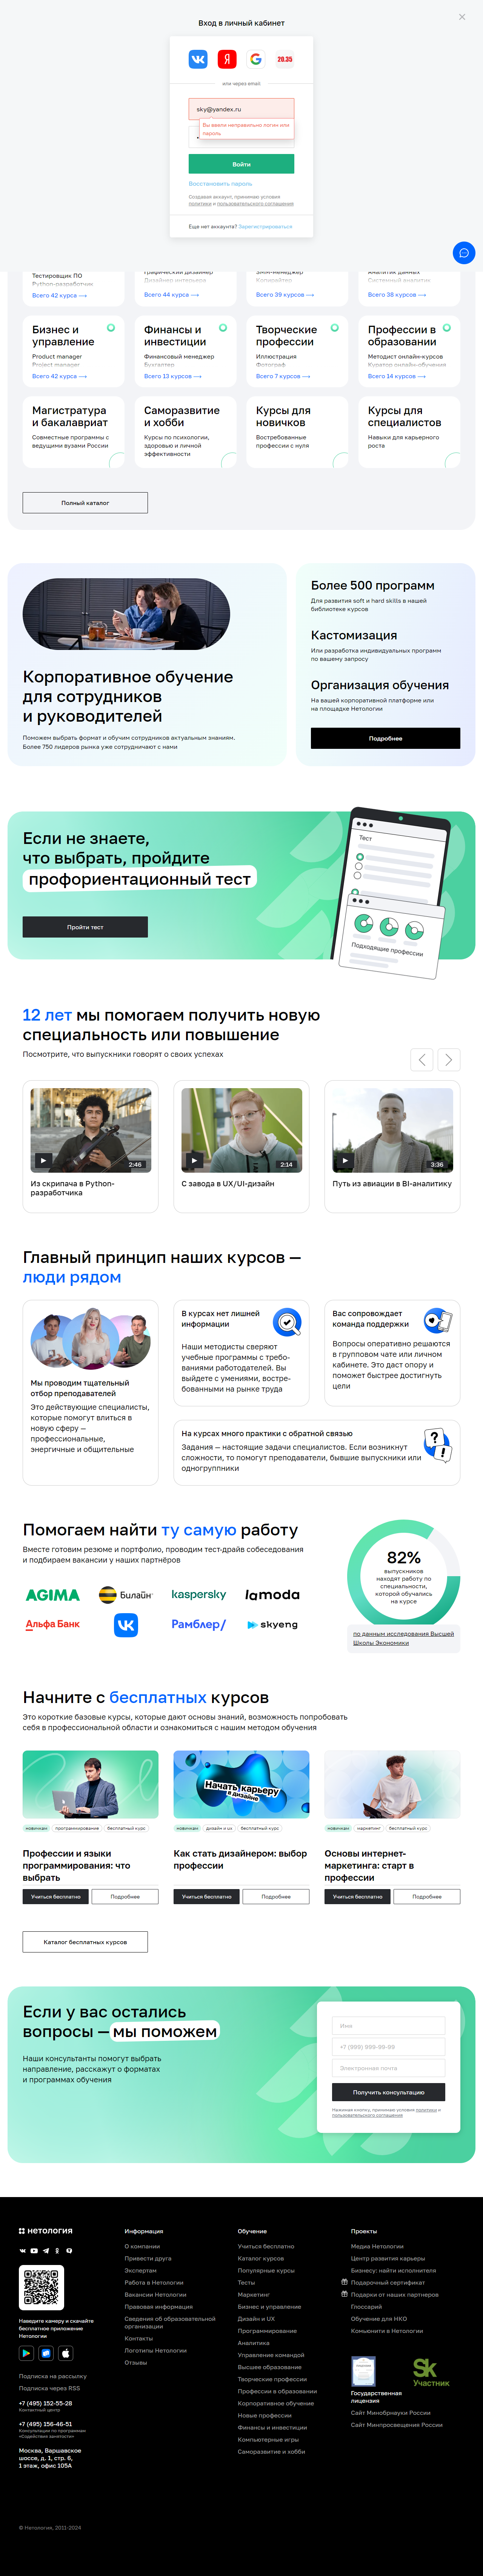 Вход в личный кабинет
20.35
или через email
sky@yandex.ru
Вы ввели неправильно логин или
пароль
Войти
Восстановить пароль
Создавая аккаунт, принимаю условия
политики и пользовательского соглашения
Ещё нет аккаунта? Зарегистрироваться
Тестировщик ПО
Python-разработчик
Всего 42 курса
Графический дизайнер
Дизайнер интерьера
Всего 44 курса
SMM-менеджер
Копирайтер
Всего 39 курсов
Аналитик данных
Системный аналитик
Всего 38 курсов
Бизнес и
управление
Product manager
Project manager
Всего 42 курса
Финансы и
инвестиции
Финансовый менеджер
Бухгалтер
Всего 13 курсов
Творческие
профессии
Иллюстрация
Фотограф
Всего 7 курсов
Профессии в
образовании
Методист онлайн-курсов
Куратор онлайн-обучения
Всего 14 курсов
Магистратура
и бакалавриат
Совместные программы с
ведущими вузами России
Саморазвитие
и хобби
Курсы по психологии,
здоровью и личной
эффективности
Курсы для
новичков
Востребованные
профессии с нуля
Курсы для
специалистов
Навыки для карьерного
роста
Полный каталог
Корпоративное обучение
для сотрудников
и руководителей
Поможем выбрать формат и обучим сотрудников актуальным знаниям.
Более 750 лидеров рынка уже сотрудничают с нами
Более 500 программ
Для развития soft и hard skills в нашей
библиотеке курсов
Кастомизация
Или разработка индивидуальных программ
по вашему запросу
Организация обучения
На вашей корпоративной платформе или
на площадке Нетологии
Подробнее
Если не знаете,
что выбрать, пройдите
профориентационный тест
Пройти тест
Тест
Подходящие профессии
12 лет мы помогаем получить новую
специальность или повышение
Посмотрите, что выпускники говорят о своих успехах
2:46
Из скрипача в Python-
разработчика
2:14
С завода в UX/UI-дизайн
3:36
Путь из авиации в BI-аналитику
Главный принцип наших курсов —
люди рядом
Мы проводим тщательный
отбор преподавателей
Это действующие специалисты,
которые помогут влиться в
новую сферу —
профессиональные,
энергичные и общительные
В курсах нет лишней
информации
Наши методисты сверяют
учебные программы с требо-
ваниями работодателей. Вы
выйдете с умениями, востре-
бованными на рынке труда
Вас сопровождает
команда поддержки
Вопросы оперативно решаются
в групповом чате или личном
кабинете. Это даст опору и
поможет быстрее достигнуть
цели
На курсах много практики с обратной связью
Задания — настоящие задачи специалистов. Если возникнут
сложности, то помогут преподаватели, бывшие выпускники или
одногруппники
Помогаем найти ту самую работу
Вместе готовим резюме и портфолио, проводим тест-драйв собеседования
и подбираем вакансии у наших партнёров
AGIMA
Билайн
kaspersky
lamoda
Альфа Банк
Рамблер/
skyeng
82%
выпускников
находят работу по
специальности,
которой обучались
на курсе
по данным исследования Высшей
Школы Экономики
Начните с бесплатных курсов
Это короткие базовые курсы, которые дают основы знаний, возможность попробовать
себя в профессиональной области и ознакомиться с нашим методом обучения
Начать карьеру
в дизайне
новичкам
программирование
бесплатный курс
Профессии и языки
программирования: что
выбрать
Учиться бесплатно
Подробнее
новичкам
дизайн и ux
бесплатный курс
Как стать дизайнером: выбор
профессии
Учиться бесплатно
Подробнее
новичкам
маркетинг
бесплатный курс
Основы интернет-
маркетинга: старт в
профессии
Учиться бесплатно
Подробнее
Каталог бесплатных курсов
Если у вас остались
вопросы — мы поможем
Наши консультанты помогут выбрать
направление, расскажут о форматах
и программах обучения
Имя
+7 (999) 999-99-99
Электронная почта
Получить консультацию
Нажимая кнопку, принимаю условия политики и
пользовательского соглашения
нетология
Наведите камеру и скачайте
бесплатное приложение
Нетологии
Подписка на рассылку
Подписка через RSS
+7 (495) 152-55-28
Контактный центр
+7 (495) 156-46-51
Консультации по программам
«Содействия занятости»
Москва, Варшавское
шоссе, д. 1, стр. 6,
1 этаж, офис 105А
Информация
О компании
Привести друга
Экспертам
Работа в Нетологии
Вакансии Нетологии
Правовая информация
Сведения об образовательной
организации
Контакты
Логотипы Нетологии
Отзывы
Обучение
Учиться бесплатно
Каталог курсов
Популярные курсы
Тесты
Маркетинг
Бизнес и управление
Дизайн и UX
Программирование
Аналитика
Управление командой
Высшее образование
Творческие профессии
Профессии в образовании
Корпоративное обучение
Новые профессии
Финансы и инвестиции
Компьютерные игры
Саморазвитие и хобби
Проекты
Медиа Нетологии
Центр развития карьеры
Бизнесу: найти исполнителя
Подарочный сертификат
Подарки от наших партнеров
Глоссарий
Обучение для НКО
Комьюнити в Нетологии
Государственная
лицензия
Sk
Участник
Сайт Минобрнауки России
Сайт Минпросвещения России
© Нетология, 2011-2024